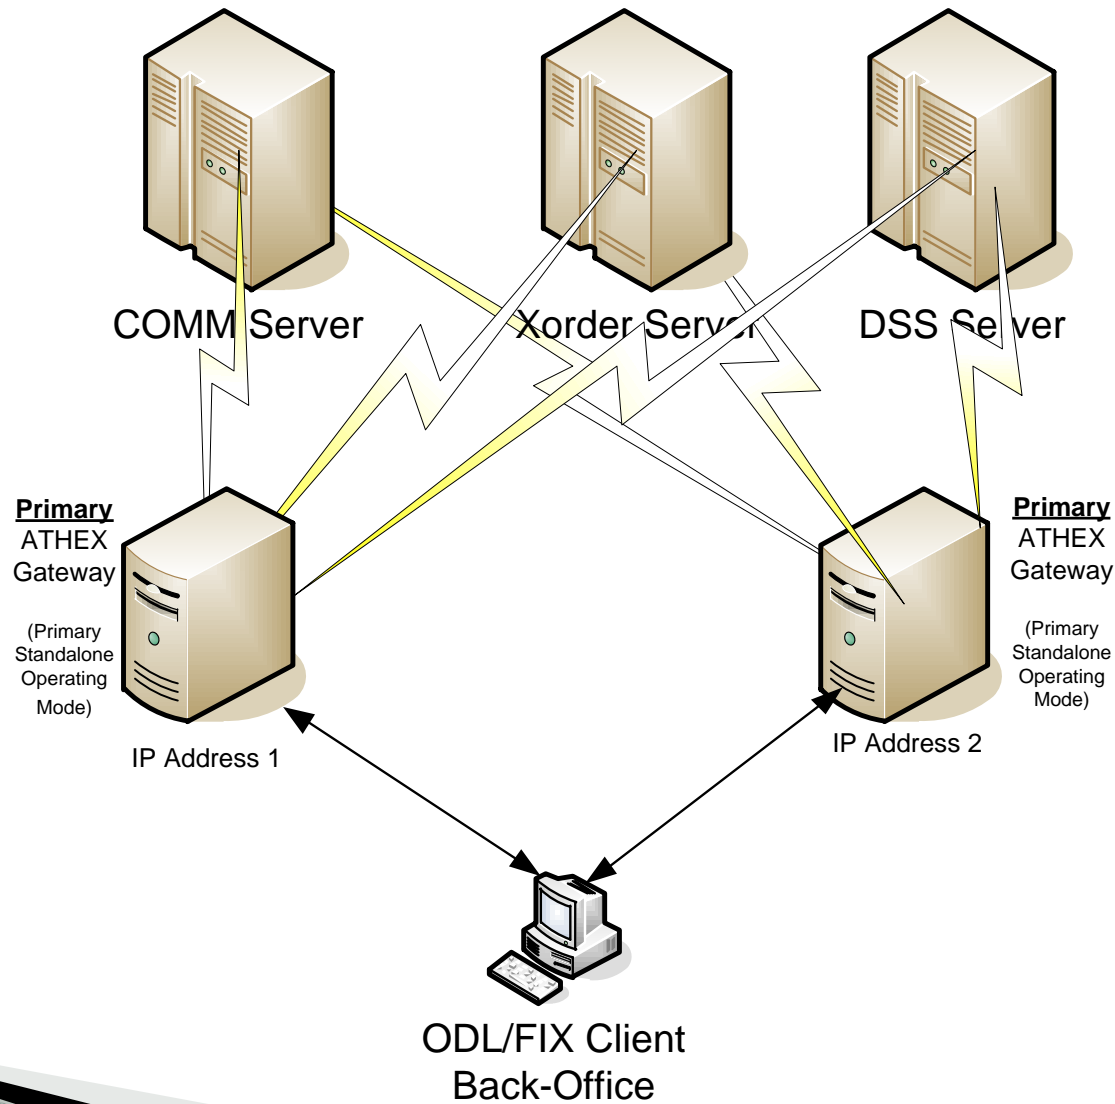 COMM Server
Xorder Server
DSS Server
Primary
ATHEX
Gateway
(Primary
Standalone
Operating
Mode)
IP Address 1
Primary
ATHEX
Gateway
(Primary
Standalone
Operating
Mode)
IP Address 2
ODL/FIX Client
Back-Office